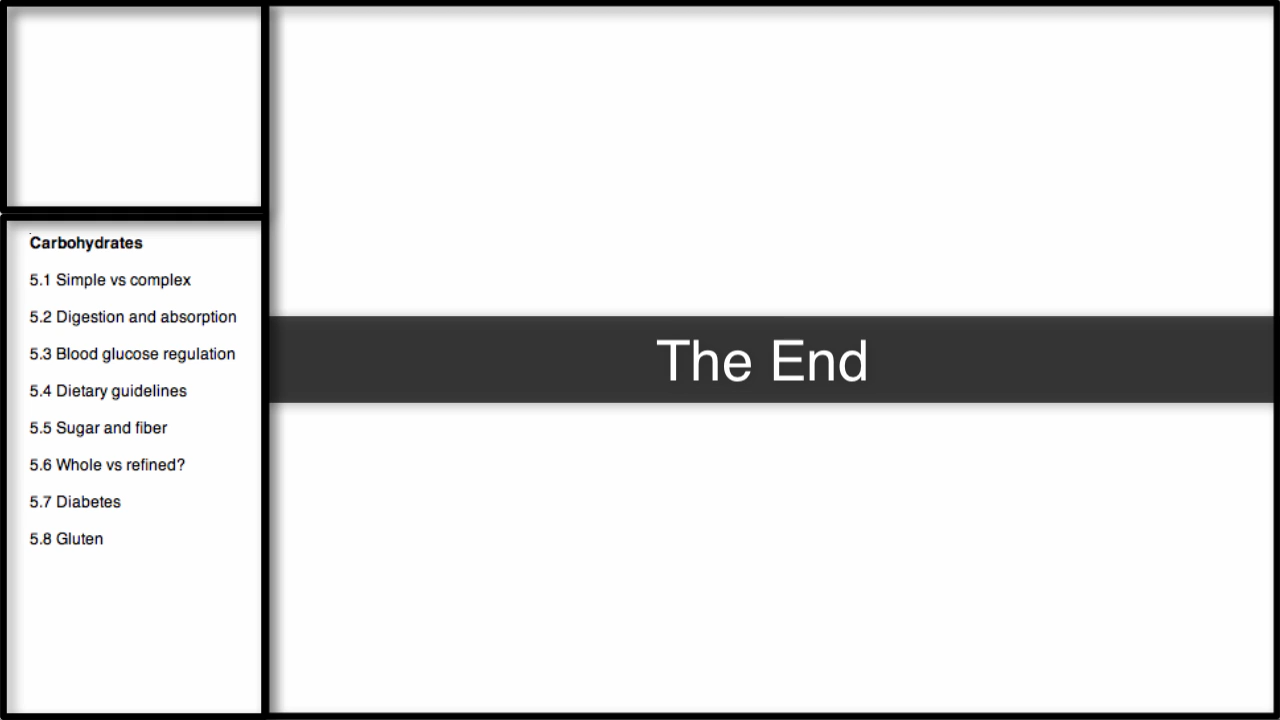 Carbohydrates
5.1 Simple vs complex
5.2 Digestion and absorption
5.3 Blood glucose regulation
5.4 Dietary guidelines
5.5 Sugar and fiber
5.6 Whole vs refined?
5.7 Diabetes
5.8 Gluten
The End